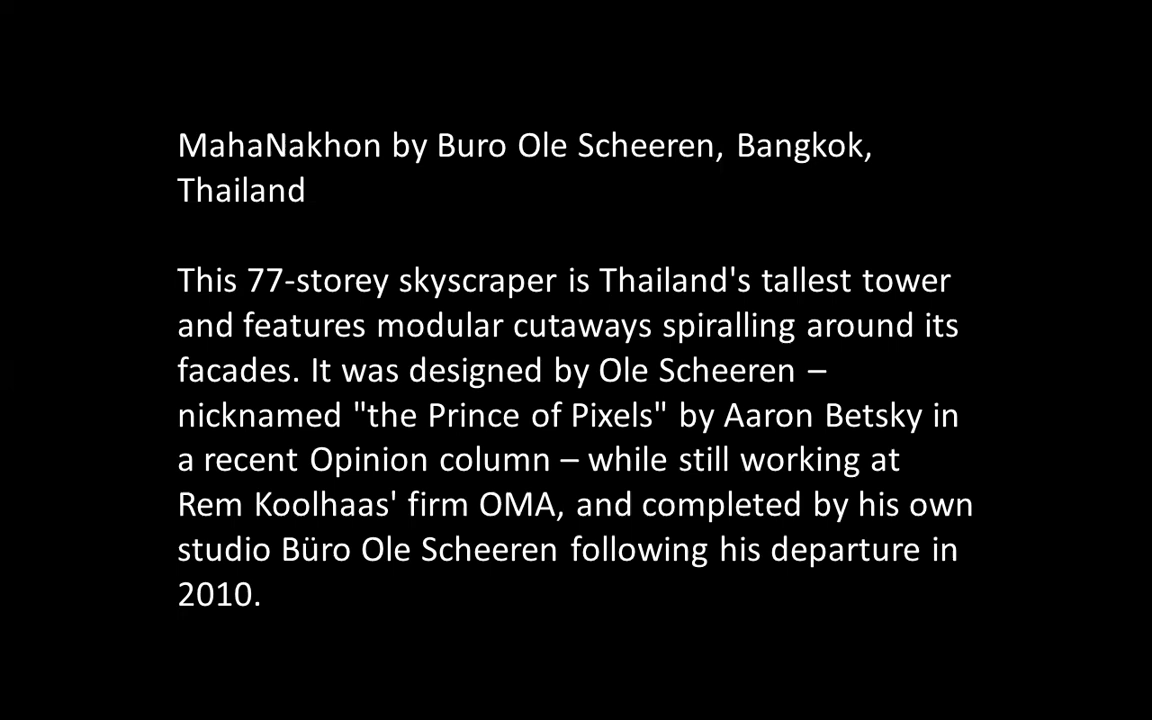 MahaNakhon by Buro Ole Scheeren, Bangkok,
Thailand
This 77-storey skyscraper is Thailand's tallest tower
and features modular cutaways spiralling around its
facades. It was designed by Ole Scheeren –
nicknamed "the Prince of Pixels" by Aaron Betsky in
a recent Opinion column – while still working at
Rem Koolhaas' firm OMA, and completed by his own
studio Büro Ole Scheeren following his departure in
2010.